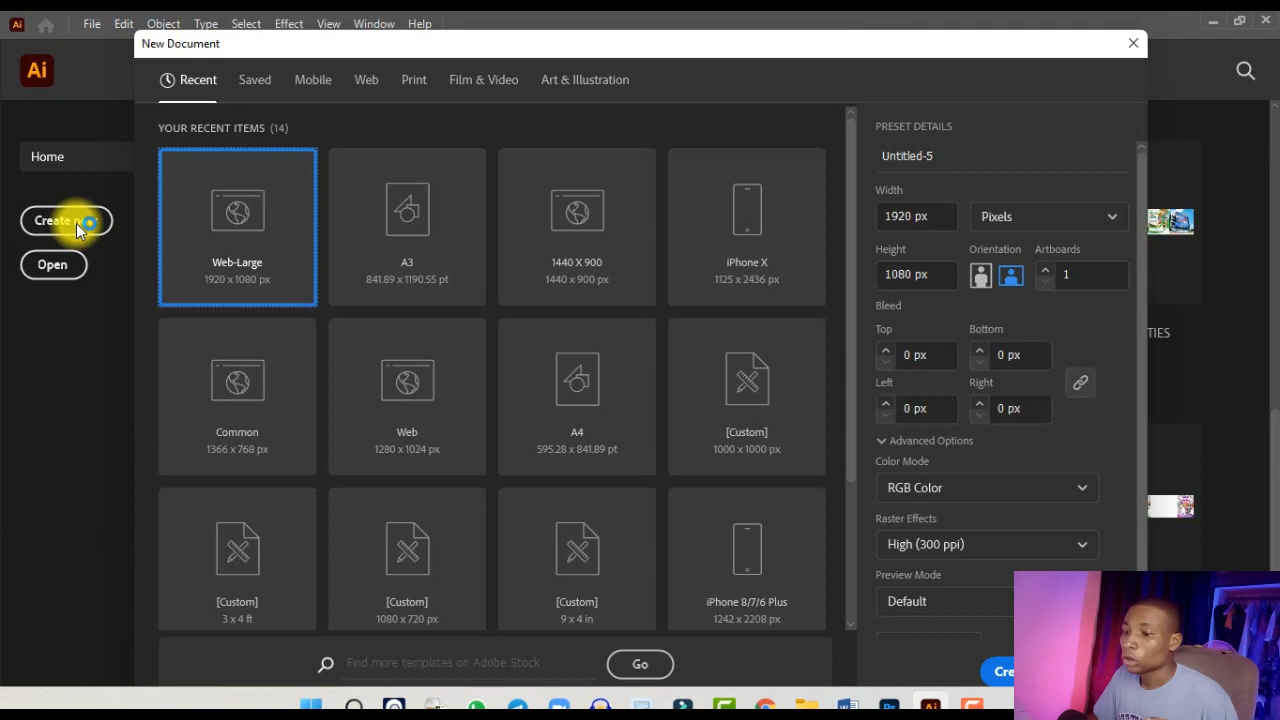 Ai File Edit Object Type Select Effect View Window Help
New Document
Ai
Recent Saved Mobile Web Print Film & Video Art & Illustration
YOUR RECENT ITEMS (14)
PRESET DETAILS
Home
Untitled-5
Width
1920 px Pixels
Create
Open
Height Orientation Artboards
1080 px 1
Web-Large A3 1440 X 900 iPhone X
1920 x 1080 px 841.89 x 1190.55 pt 1440 x 900 px 1125 x 2436 px
Bleed
Top Bottom
0 px 0 px
TIES
Left Right
0 px 0 px
Common Web A4 [Custom]
1366 x 768 px 1280 x 1024 px 595.28 x 841.89 pt 1000 x 1000 px
Advanced Options
Color Mode
RGB Color
Raster Effects
High (300 ppi)
Preview Mode
Default
[Custom] [Custom] [Custom] iPhone 8/7/6 Plus
3 x 4 ft 1080 x 720 px 9 x 4 in 1242 x 2208 px
Find more templates on Adobe Stock Go
Cre
Ps Ai